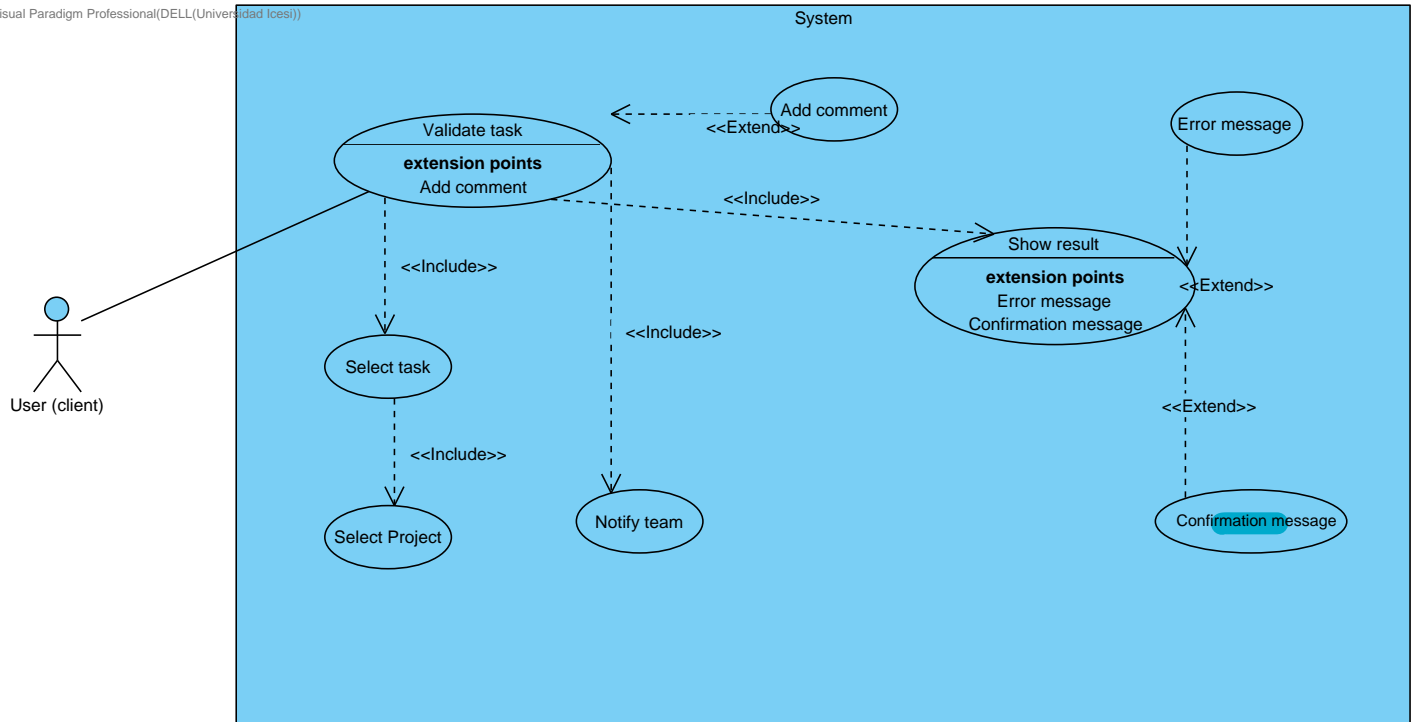 isual Paradigm Professional(DELL(Universidad Icesi))
System
Add comment
<<Extend>>
Error message
Validate task
extension points
Add comment
<<Include>>
Show result
extension points
Error message
Confirmation message
<<Extend>>
<<Include>>
<<Include>>
Select task
User (client)
<<Extend>>
<<Include>>
Select Project
Notify team
Confirmation message